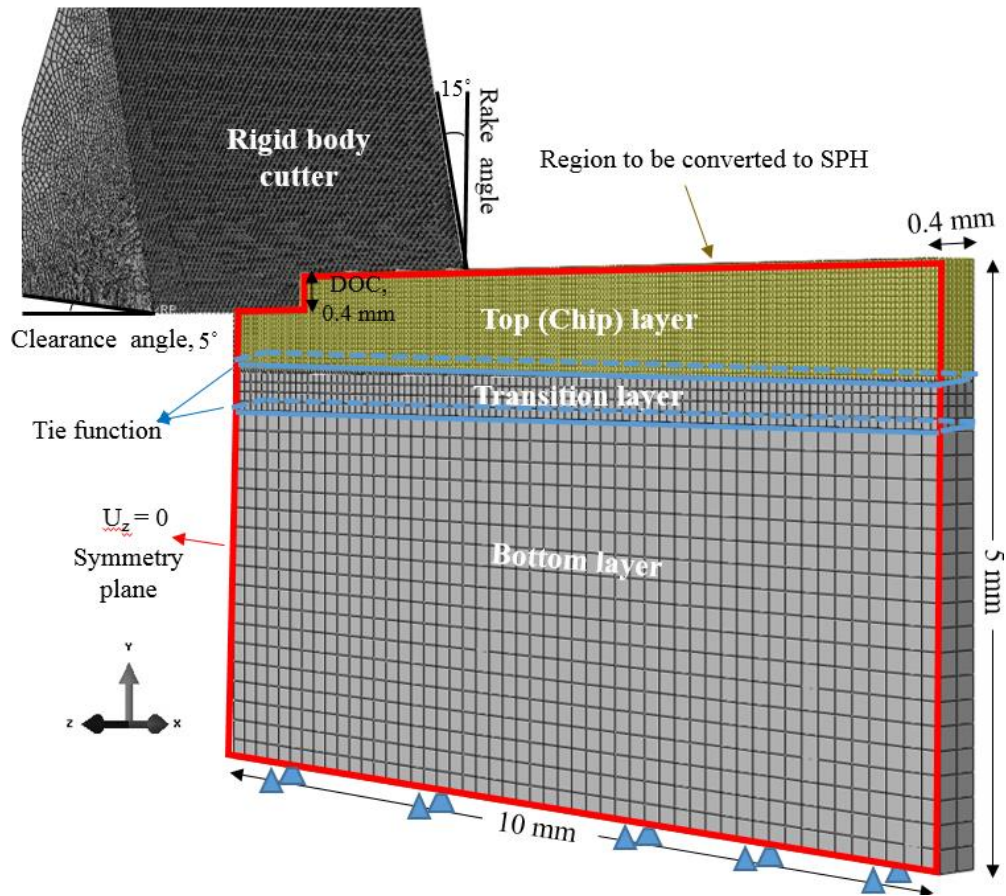 15°
Rake angle
Rigid body
cutter
Region to be converted to SPH
0.4 mm
DOC,
0.4 mm
RP
Clearance angle, 5°
Top (Chip) layer
Transition layer
Tie function
U_z = 0
Symmetry
plane
Bottom layer
5 mm
Y
Z
X
10 mm